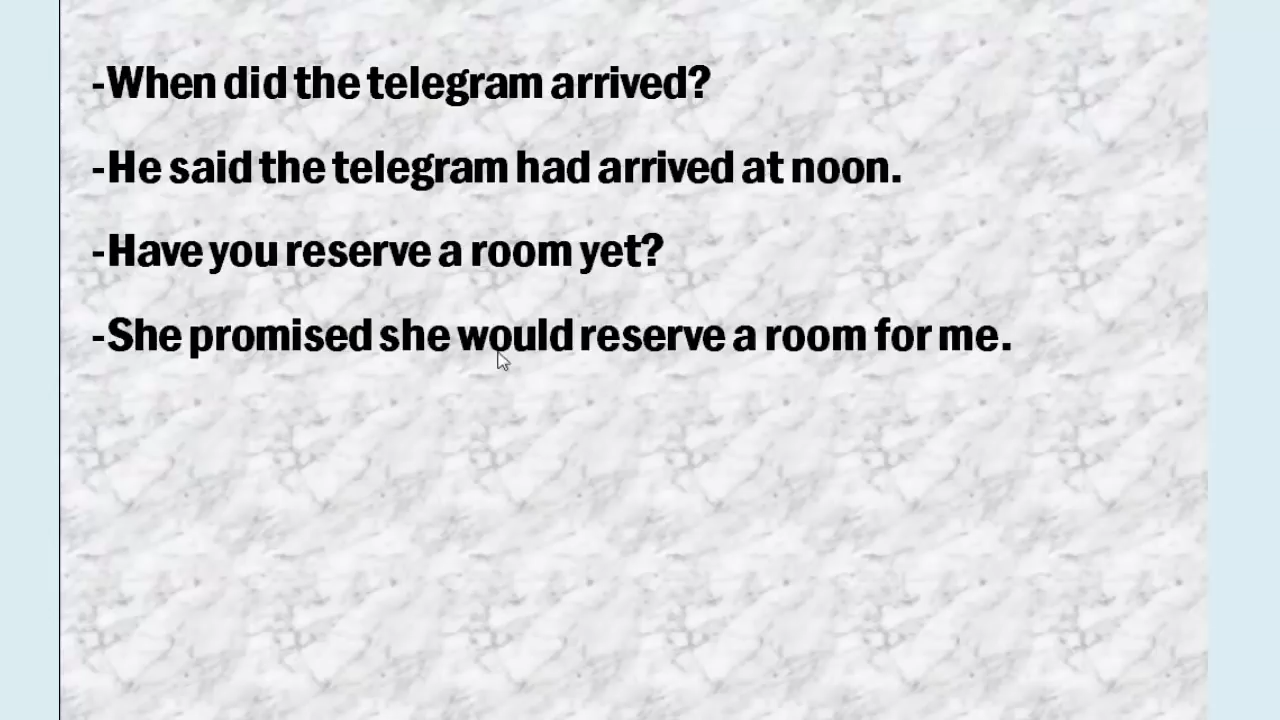 -When did the telegram arrived?
-He said the telegram had arrived at noon.
-Have you reserve a room yet?
-She promised she would reserve a room for me.